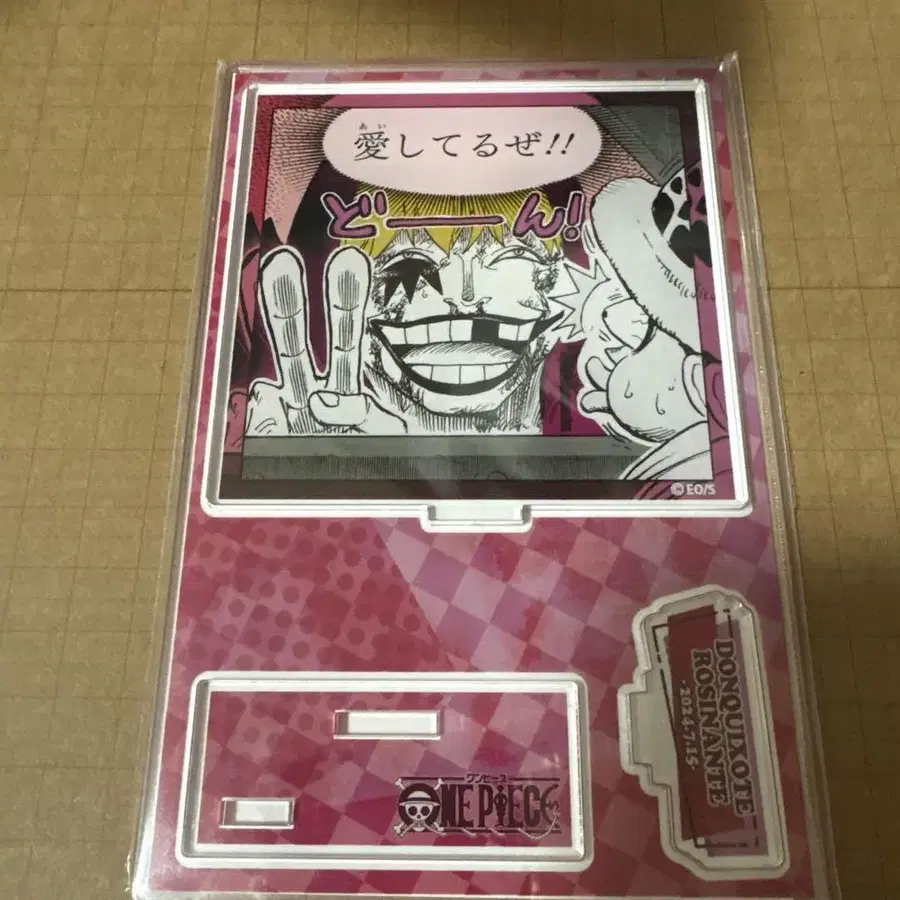 あい
愛してるぜ!!
どーん!
©EO/S
DONQUIXOTE
ROSINANTE
-2024.7.15-
ワンピース
ONE PIECE